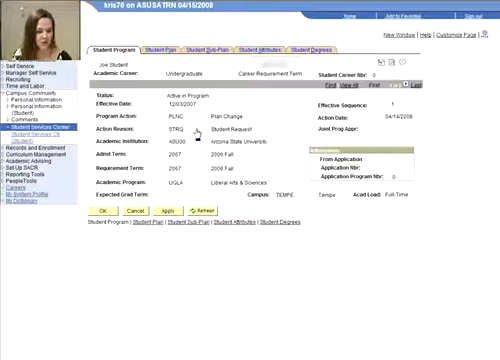 kris76 on ASUSATRN 04/15/2008
Home Add to Favorites Sign out
New Window | Help | Customize Page |
Student Program Student Plan Student Sub-Plan Student Attributes Student Degrees
Joe Student
Academic Career: Undergraduate Career Requirement Term Student Career Nbr: 0
Find | View All First
Status: Active in Program
Effective Date: 12/03/2007 Effective Sequence: 1
Program Action: PLNC Plan Change Action Date: 04/14/2008
Action Reason: STRQ Student Request Joint Prog Appr:
Academic Institution: ASU00 Arizona State University
Admissions
Admit Term: 2067 2006 Fall From Application
Requirement Term: 2067 2006 Fall Application Nbr:
Academic Program: UGLA Liberal Arts & Sciences Application Program Nbr: 0
Expected Grad Term: Campus: TEMPE Tempe Acad Load: Full-Time
OK Cancel Apply Refresh
Student Program | Student Plan | Student Sub-Plan | Student Attributes | Student Degrees
Self Service
Manager Self Service
Recruiting
Time and Labor
Campus Community
Personal Information
Personal Information
(Student)
Comments
Student Services Center
Student Services Ctr
(Student)
Records and Enrollment
Curriculum Management
Academic Advising
Set Up SACR
Reporting Tools
PeopleTools
Careers
My System Profile
My Dictionary